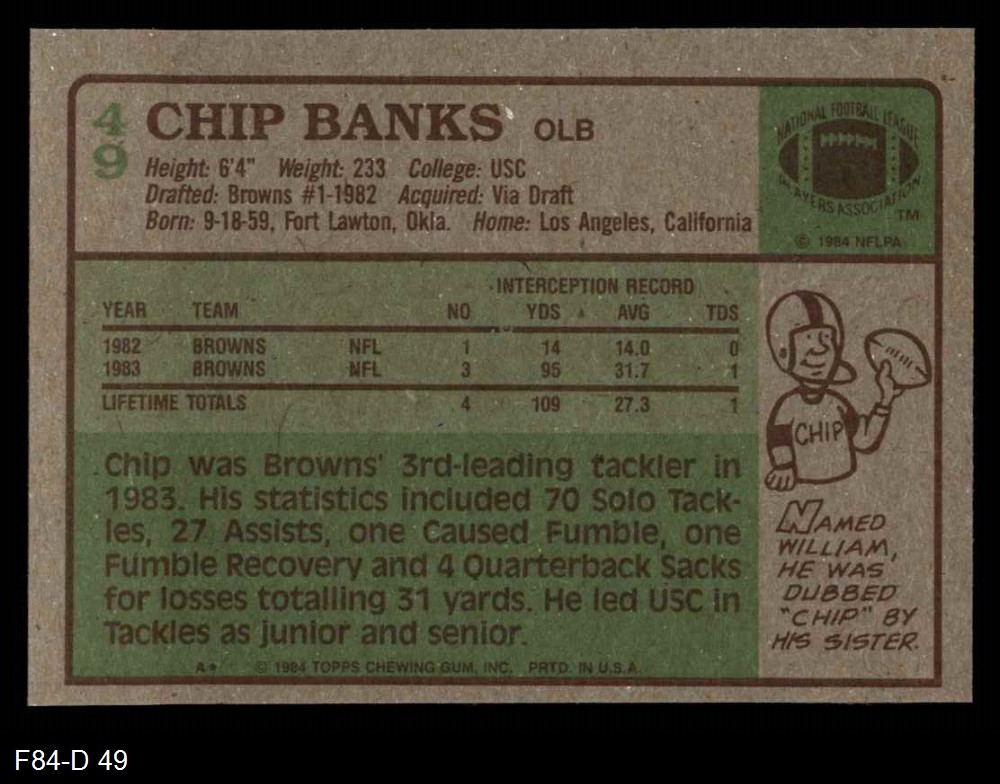 49 CHIP BANKS OLB
Height: 6'4" Weight: 233 College: USC
Drafted: Browns #1-1982 Acquired: Via Draft
Born: 9-18-59, Fort Lawton, Okla. Home: Los Angeles, California
NATIONAL FOOTBALL LEAGUE
PLAYERS ASSOCIATION
TM
© 1984 NFLPA
INTERCEPTION RECORD
YEAR TEAM NO YDS AVG TDS
1982 BROWNS NFL 1 14 14.0 0
1983 BROWNS NFL 3 95 31.7 1
LIFETIME TOTALS 4 109 27.3 1
Chip was Browns' 3rd-leading tackler in
1983. His statistics included 70 Solo Tack-
les, 27 Assists, one Caused Fumble, one
Fumble Recovery and 4 Quarterback Sacks
for losses totalling 31 yards. He led USC in
Tackles as junior and senior.
A* © 1984 TOPPS CHEWING GUM, INC. PRTD. IN U.S.A.
CHIP
NAMED
WILLIAM,
HE WAS
DUBBED
"CHIP" BY
HIS SISTER.
F84-D 49